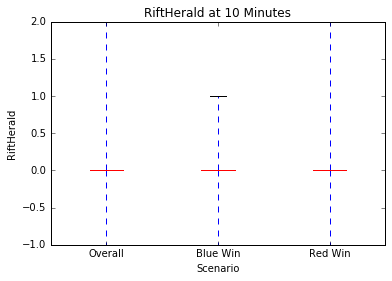 RiftHerald at 10 Minutes
2.0
1.5
1.0
0.5
0.0
−0.5
−1.0
RiftHerald
Overall Blue Win Red Win
Scenario